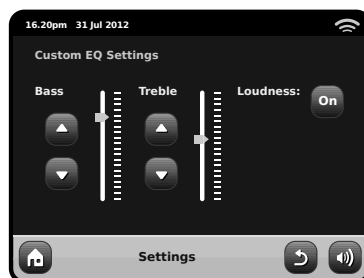 16.20pm 31 Jul 2012
Custom EQ Settings
Bass Treble Loudness: On
Settings